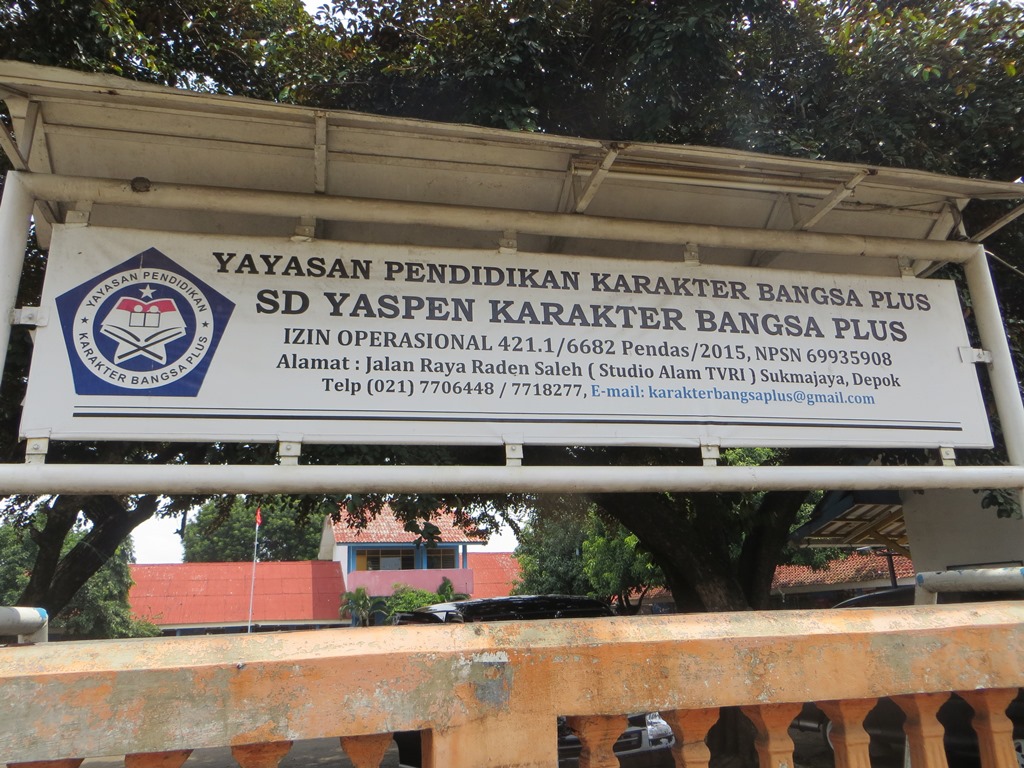 YAYASAN PENDIDIKAN KARAKTER BANGSA PLUS
SD YASPEN KARAKTER BANGSA PLUS
IZIN OPERASIONAL 421.1/6682 Pendas/2015, NPSN 69935908
Alamat : Jalan Raya Raden Saleh ( Studio Alam TVRI ) Sukmajaya, Depok
Telp (021) 7706448 / 7718277, E-mail: karakterbangsaplus@gmail.com
YAYASAN PENDIDIKAN
KARAKTER BANGSA PLUS